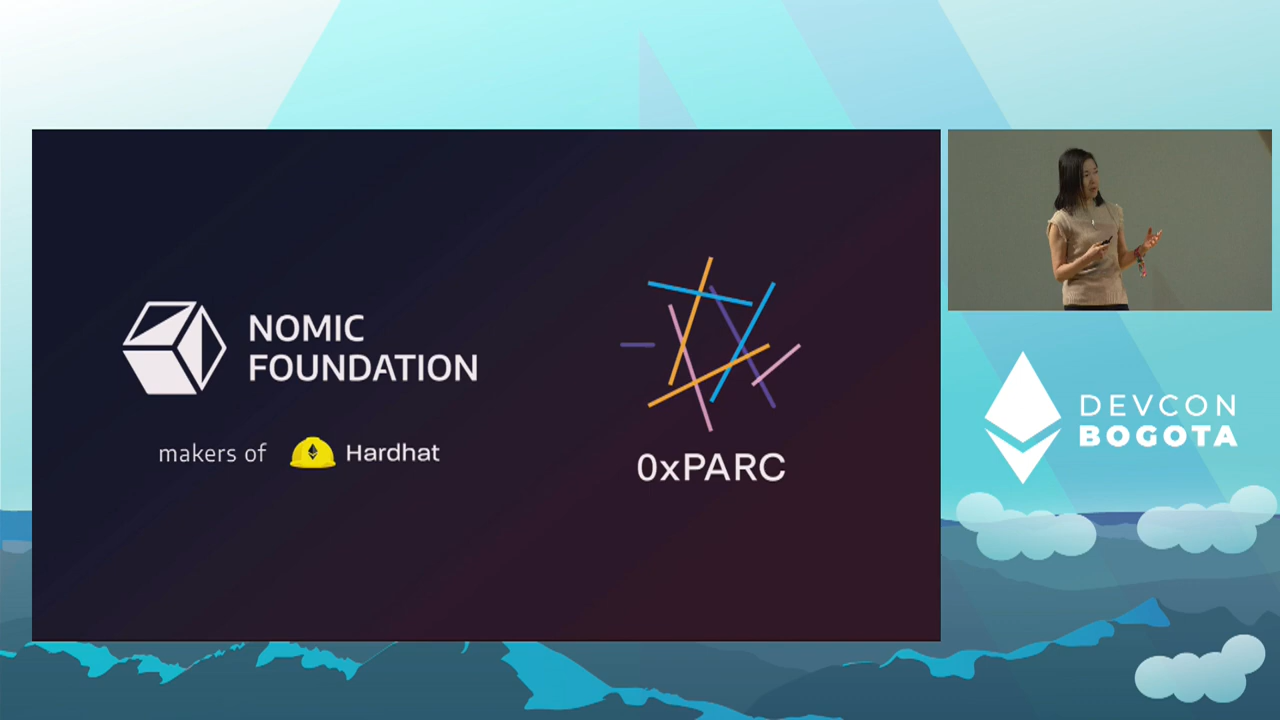 NOMIC
FOUNDATION
makers of Hardhat
0xPARC
DEVCON
BOGOTA